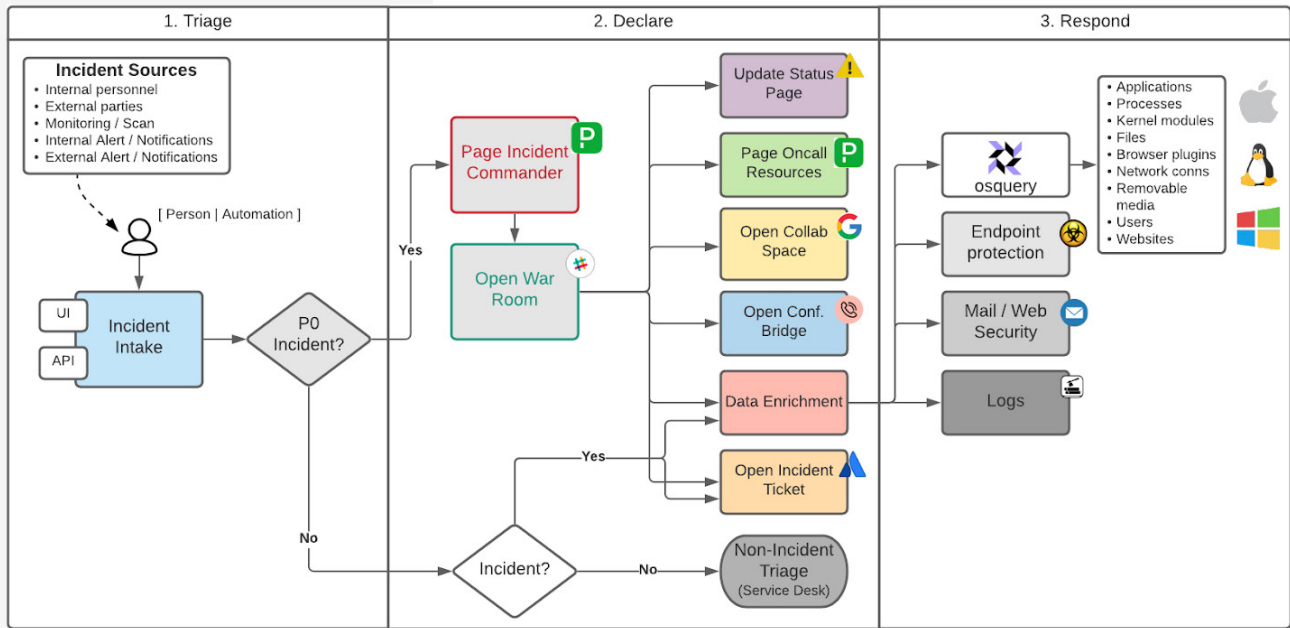 1. Triage
2. Declare
3. Respond
Incident Sources
• Internal personnel
• External parties
• Monitoring / Scan
• Internal Alert / Notifications
• External Alert / Notifications
[ Person | Automation ]
UI
API
Incident
Intake
P0
Incident?
Yes
No
Page Incident
Commander
P
Open War
Room
Update Status
Page
Page Oncall
Resources
P
Open Collab
Space
G
Open Conf.
Bridge
Data Enrichment
Yes
Open Incident
Ticket
Incident?
No
Non-Incident
Triage
(Service Desk)
osquery
Endpoint
protection
Mail / Web
Security
Logs
• Applications
• Processes
• Kernel modules
• Files
• Browser plugins
• Network conns
• Removable
media
• Users
• Websites